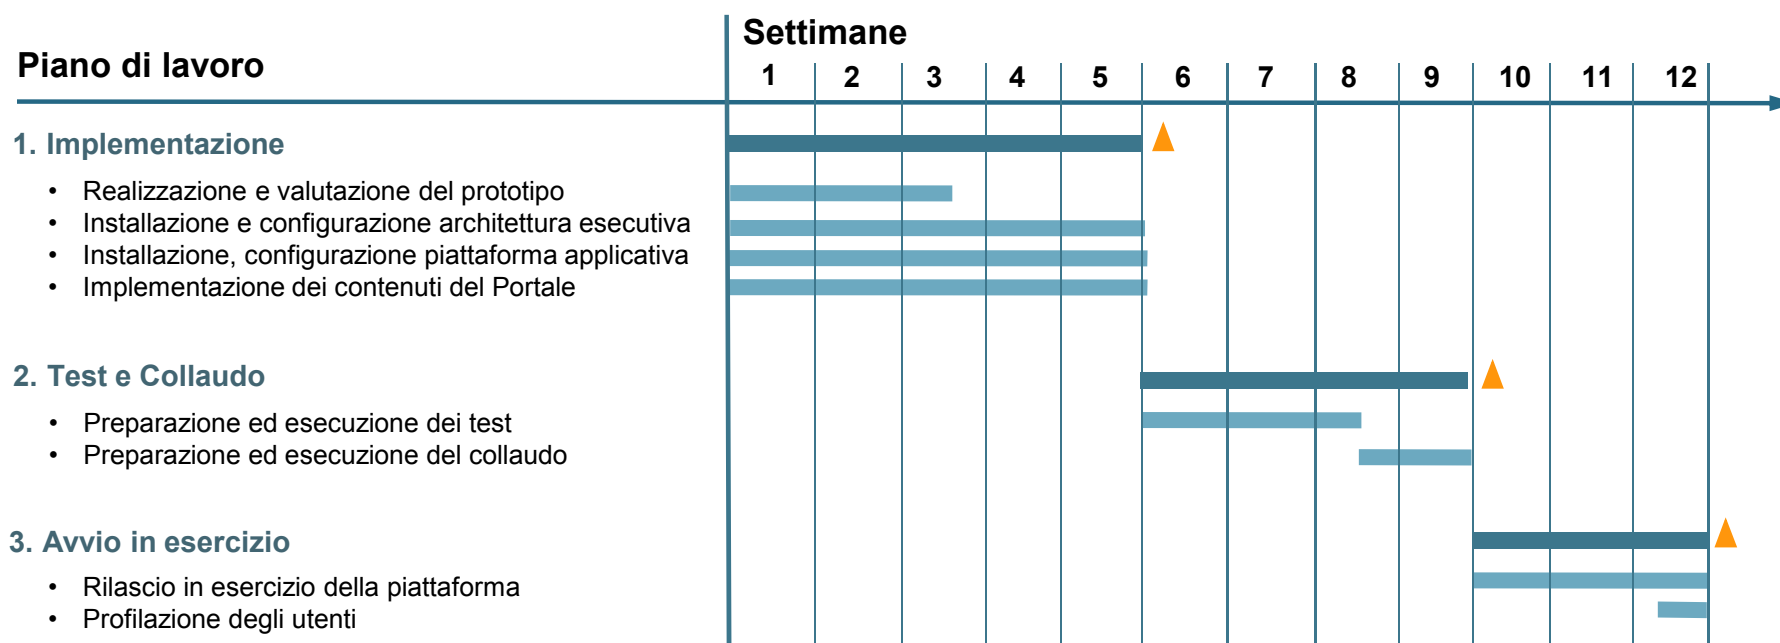 Settimane
Piano di lavoro
1 2 3 4 5 6 7 8 9 10 11 12
1. Implementazione
• Realizzazione e valutazione del prototipo
• Installazione e configurazione architettura esecutiva
• Installazione, configurazione piattaforma applicativa
• Implementazione dei contenuti del Portale
2. Test e Collaudo
• Preparazione ed esecuzione dei test
• Preparazione ed esecuzione del collaudo
3. Avvio in esercizio
• Rilascio in esercizio della piattaforma
• Profilazione degli utenti